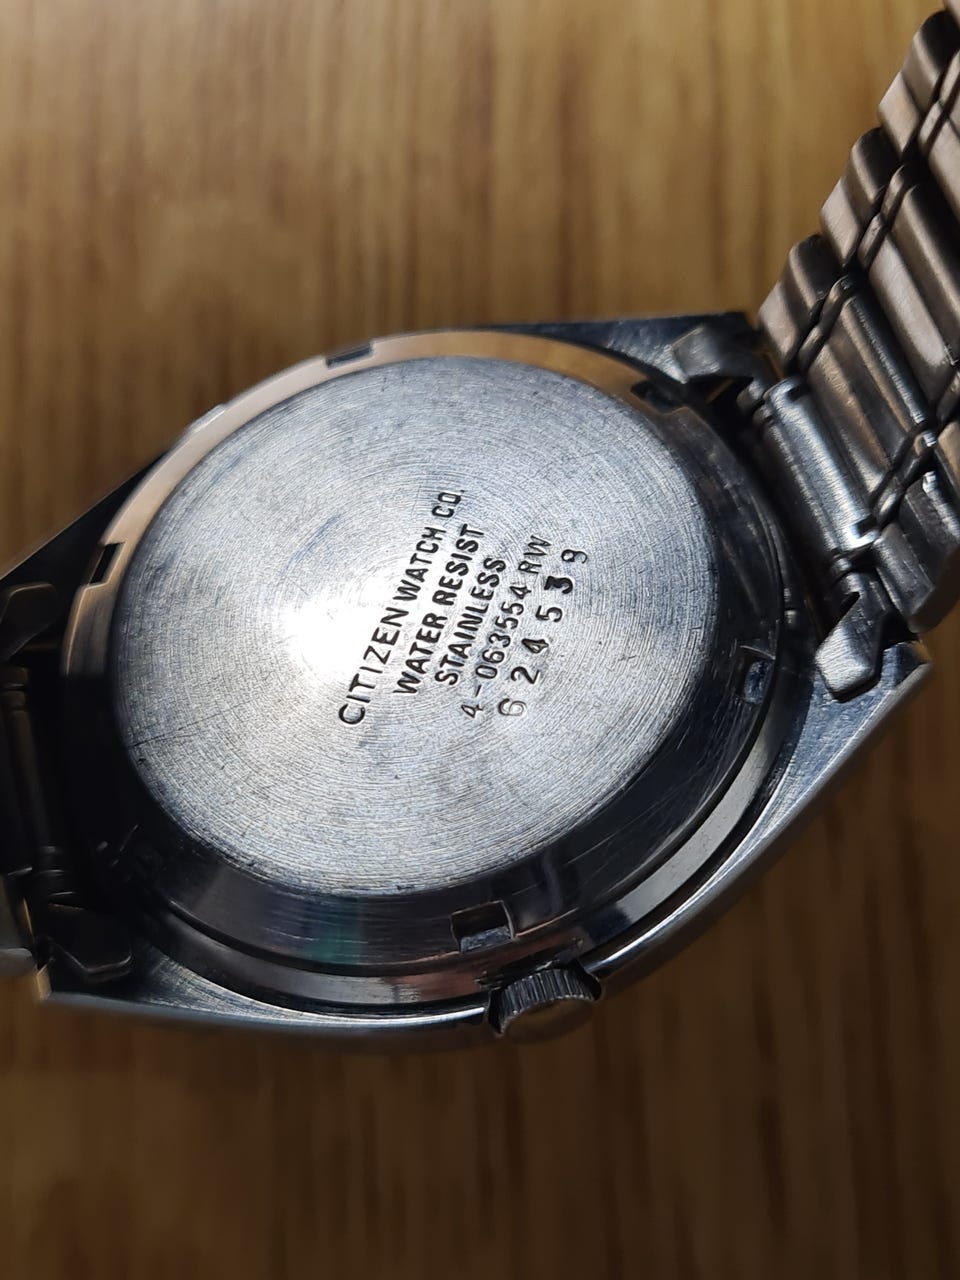 CITIZEN WATCH CO.
WATER RESIST
STAINLESS
4-063554 RW
624539